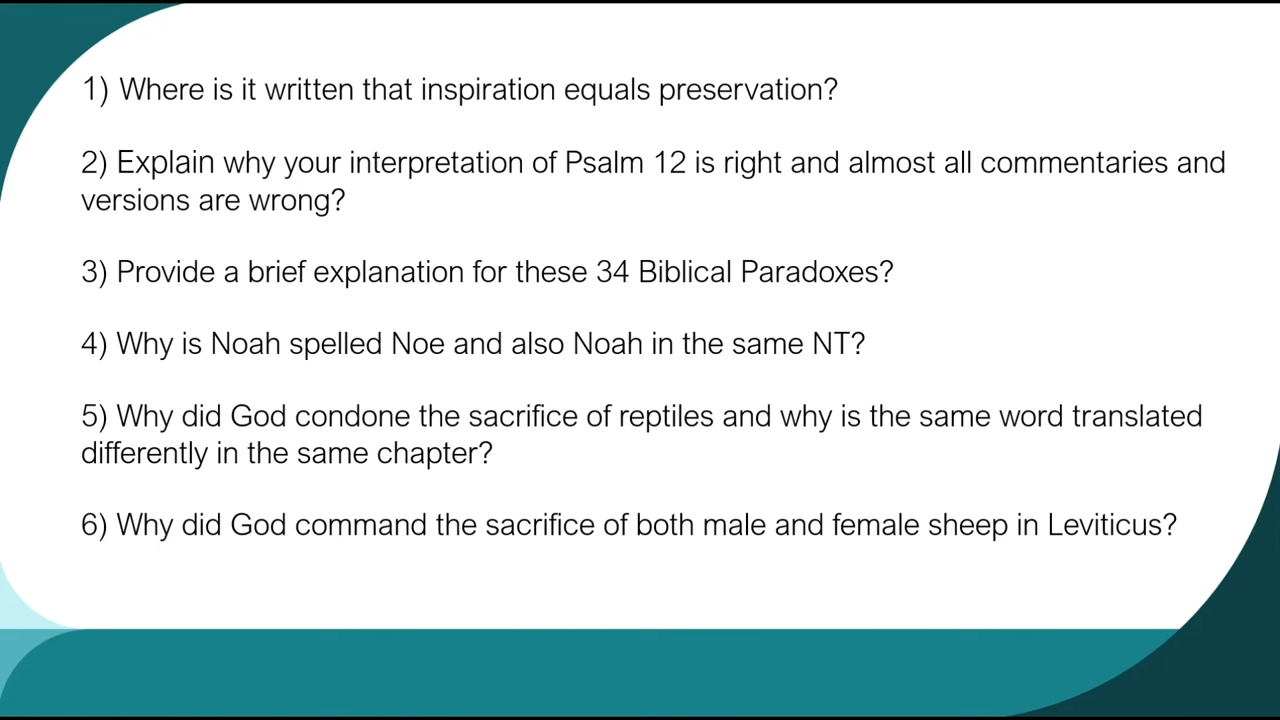 1) Where is it written that inspiration equals preservation?
2) Explain why your interpretation of Psalm 12 is right and almost all commentaries and
versions are wrong?
3) Provide a brief explanation for these 34 Biblical Paradoxes?
4) Why is Noah spelled Noe and also Noah in the same NT?
5) Why did God condone the sacrifice of reptiles and why is the same word translated
differently in the same chapter?
6) Why did God command the sacrifice of both male and female sheep in Leviticus?